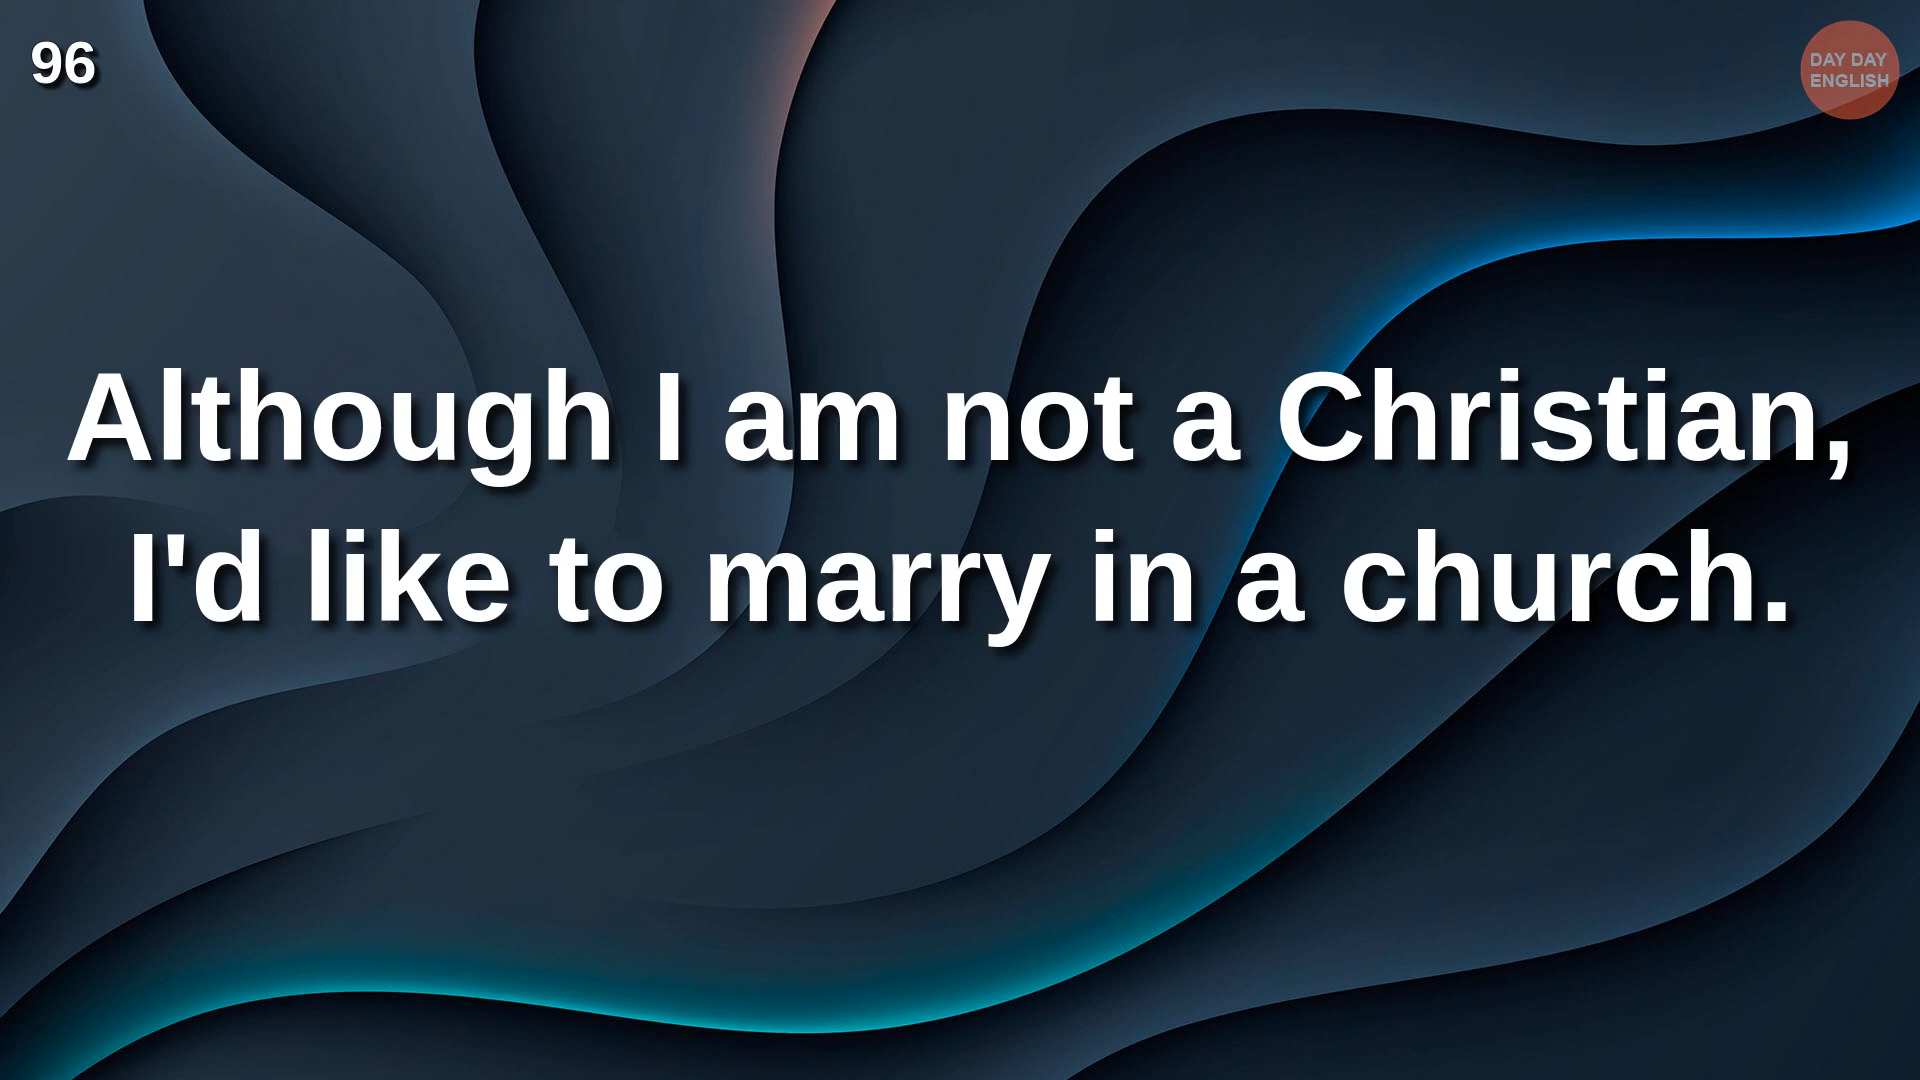 96
DAY DAY
ENGLISH
Although I am not a Christian,
I'd like to marry in a church.